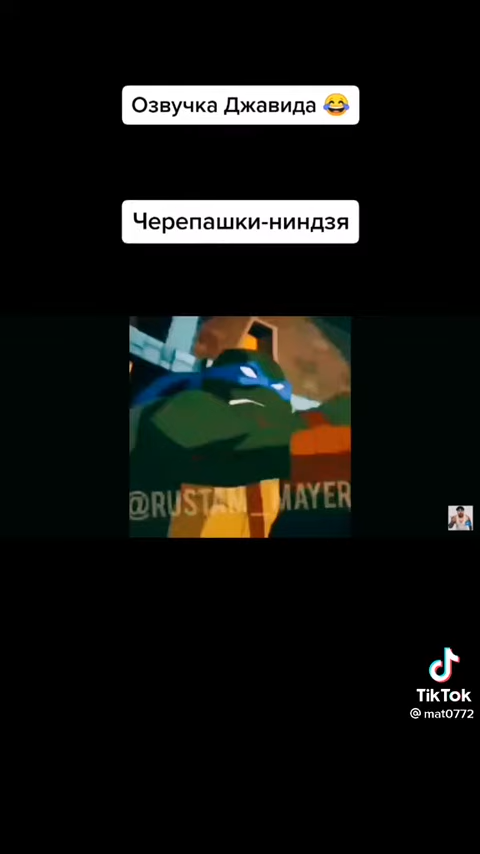 Озвучка Джавида 😂
Черепашки-ниндзя
@RUSTAM_MAYER
TikTok
@ mat0772